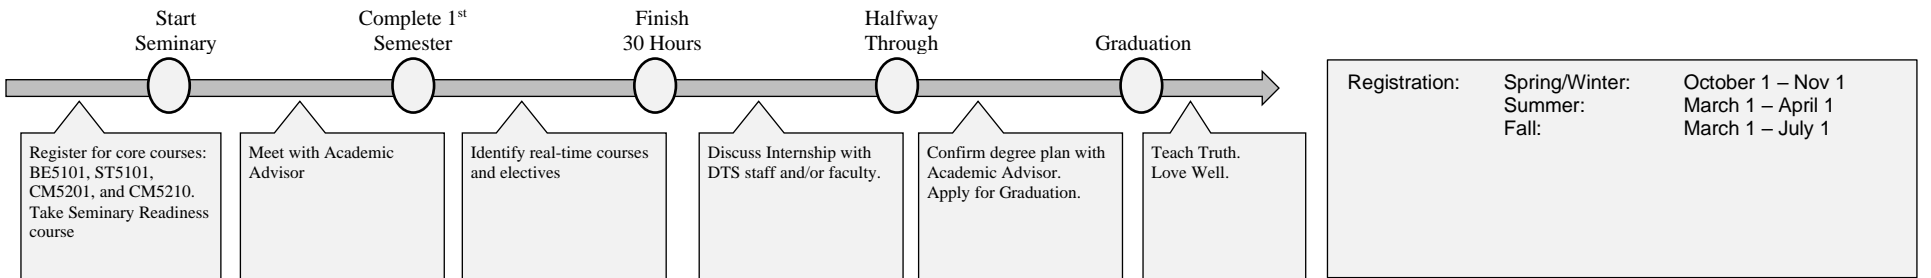 Start
Seminary
Complete 1st
Semester
Finish
30 Hours
Halfway
Through
Graduation
Register for core courses:
BE5101, ST5101,
CM5201, and CM5210.
Take Seminary Readiness
course
Meet with Academic
Advisor
Identify real-time courses
and electives
Discuss Internship with
DTS staff and/or faculty.
Confirm degree plan with
Academic Advisor.
Apply for Graduation.
Teach Truth.
Love Well.
Registration: Spring/Winter: October 1 – Nov 1
Summer: March 1 – April 1
Fall: March 1 – July 1